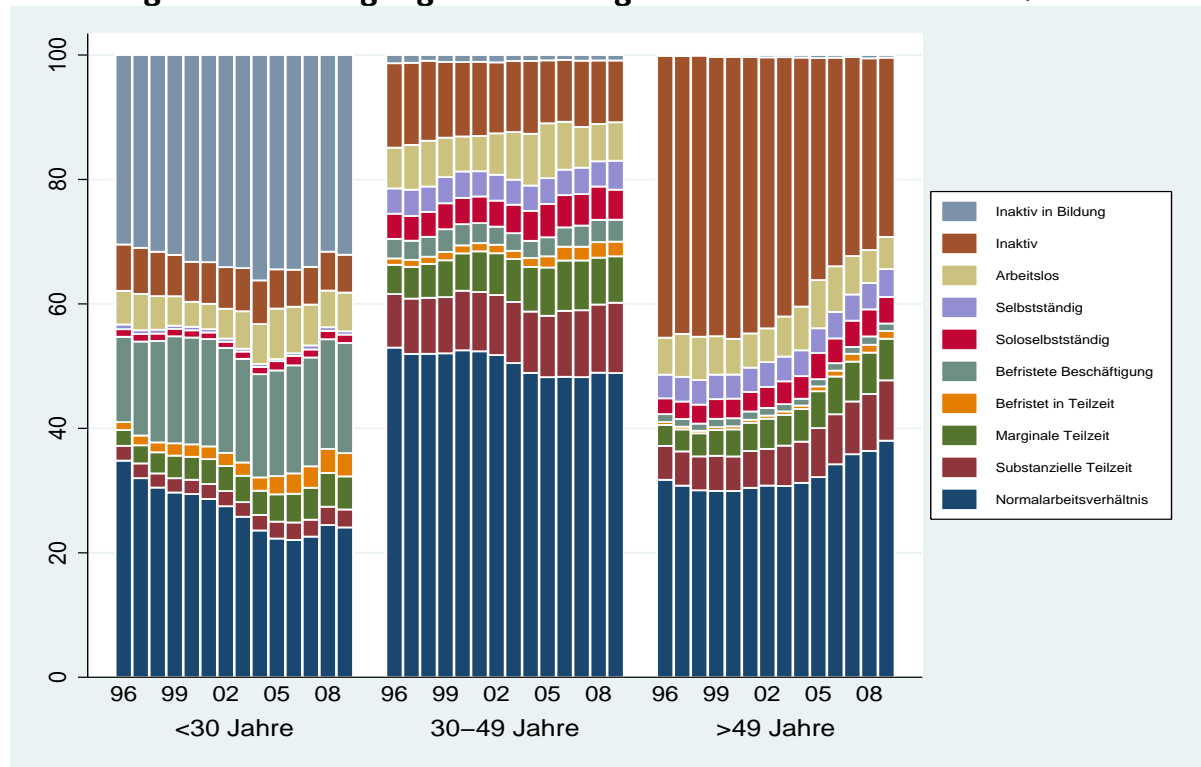 100
80
60
40
20
0
96 99 02 05 08 96 99 02 05 08 96 99 02 05 08
<30 Jahre 30−49 Jahre >49 Jahre
Inaktiv in Bildung
Inaktiv
Arbeitslos
Selbstständig
Soloselbstständig
Befristete Beschäftigung
Befristet in Teilzeit
Marginale Teilzeit
Substanzielle Teilzeit
Normalarbeitsverhältnis